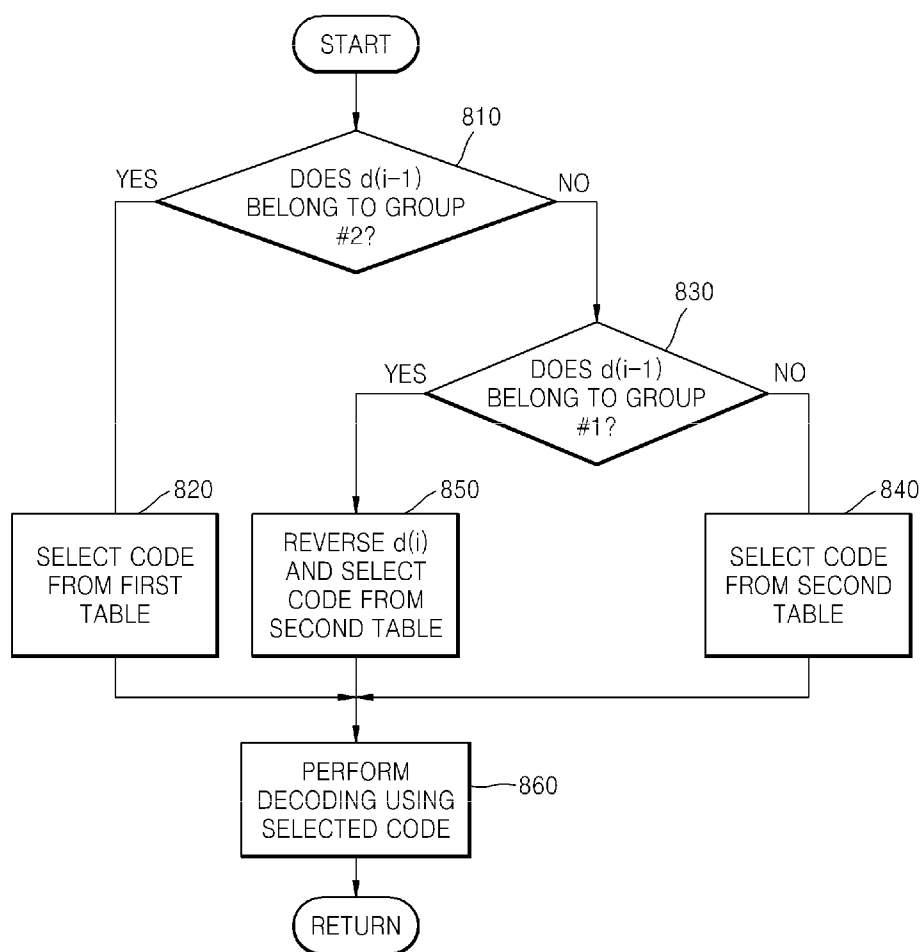 START
810
YES
DOES d(i-1)
BELONG TO GROUP
#2?
NO
830
YES
DOES d(i-1)
BELONG TO GROUP
#1?
NO
820
SELECT CODE
FROM FIRST
TABLE
850
REVERSE d(i)
AND SELECT
CODE FROM
SECOND TABLE
840
SELECT CODE
FROM SECOND
TABLE
PERFORM
DECODING USING
SELECTED CODE
860
RETURN